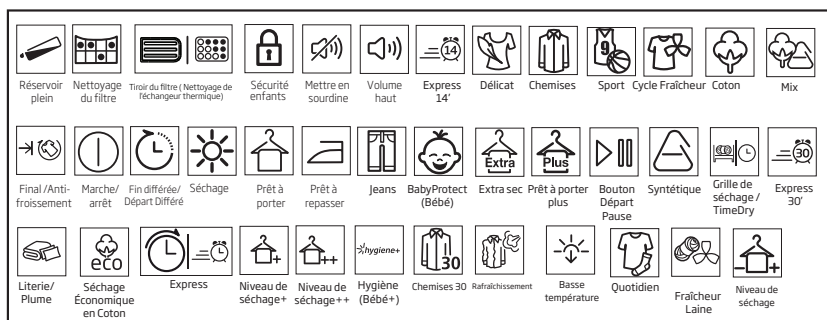 14
9
Réservoir plein
Nettoyage du filtre
Tiroir du filtre ( Nettoyage de l'échangeur thermique)
Sécurité enfants
Mettre en sourdine
Volume haut
Express 14'
Délicat
Chemises
Sport
Cycle Fraîcheur
Coton
Mix
Extra
Plus
30
Final /Anti-froissement
Marche/ arrêt
Fin différée/ Départ Différé
Séchage
Prêt à porter
Prêt à repasser
Jeans
BabyProtect (Bébé)
Extra sec
Prêt à porter plus
Bouton Départ Pause
Syntétique
Grille de séchage / TimeDry
Express 30'
eco
+
++
hygiene+
30
- +
Literie/ Plume
Séchage Économique en Coton
Express
Niveau de séchage+
Niveau de séchage++
Hygiène (Bébé+)
Chemises 30
Rafraîchissement
Basse température
Quotidien
Fraîcheur Laine
Niveau de séchage